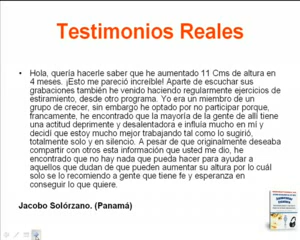 Testimonios Reales
• Hola, quería hacerle saber que he aumentado 11 Cms de altura en
4 meses. ¡Esto me pareció increíble! Aparte de escuchar sus
grabaciones también he venido haciendo regularmente ejercicios de
estiramiento, desde otro programa. Yo era un miembro de un
grupo de crecer, sin embargo he optado por no participar porque,
francamente, he encontrado que la mayoría de la gente de allí tiene
una actitud deprimente y desalentadora e influía mucho en mí y
decidí que estoy mucho mejor trabajando tal como lo sugirió,
totalmente solo y en silencio. A pesar de que originalmente deseaba
compartir con otros esta información que usted me dio, he
encontrado que no hay nada que pueda hacer para ayudar a
aquellos que dudan de que pueden aumentar su altura por lo cuál
solo se lo recomiendo a gente que tiene fe y esperanza en
conseguir lo que quiere.
Jacobo Solórzano. (Panamá)